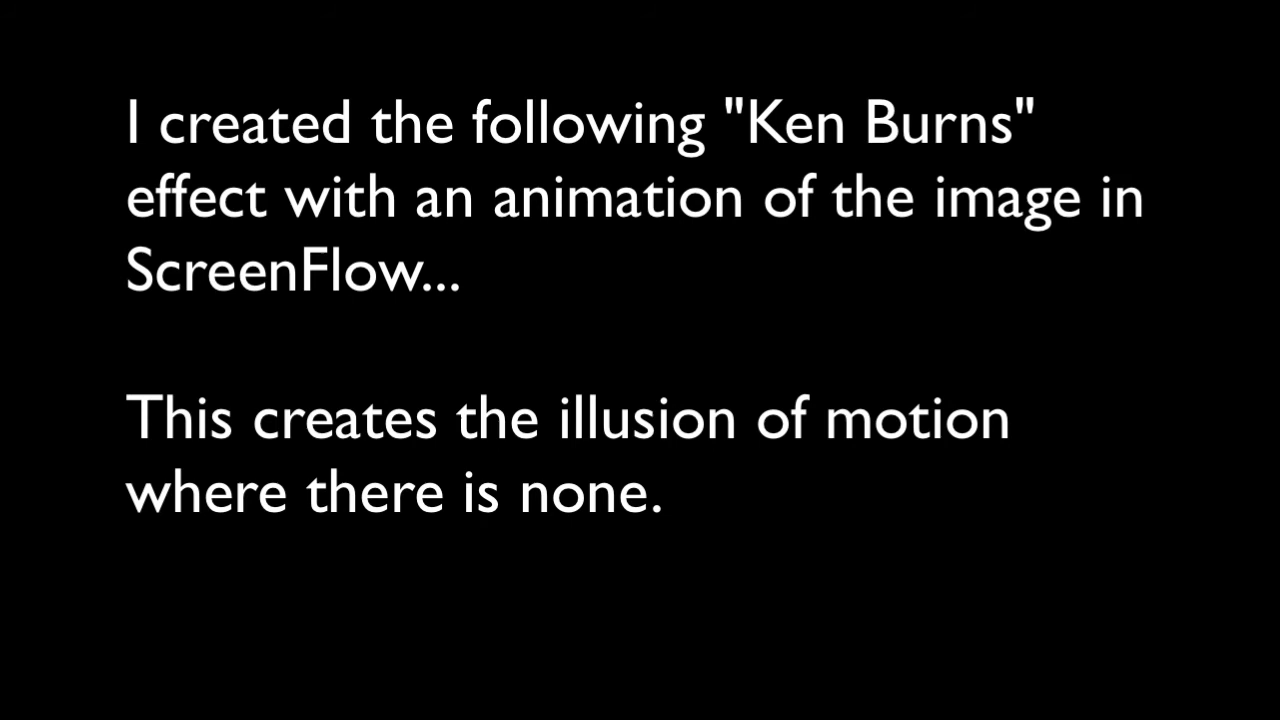 I created the following "Ken Burns"
effect with an animation of the image in
ScreenFlow...
This creates the illusion of motion
where there is none.